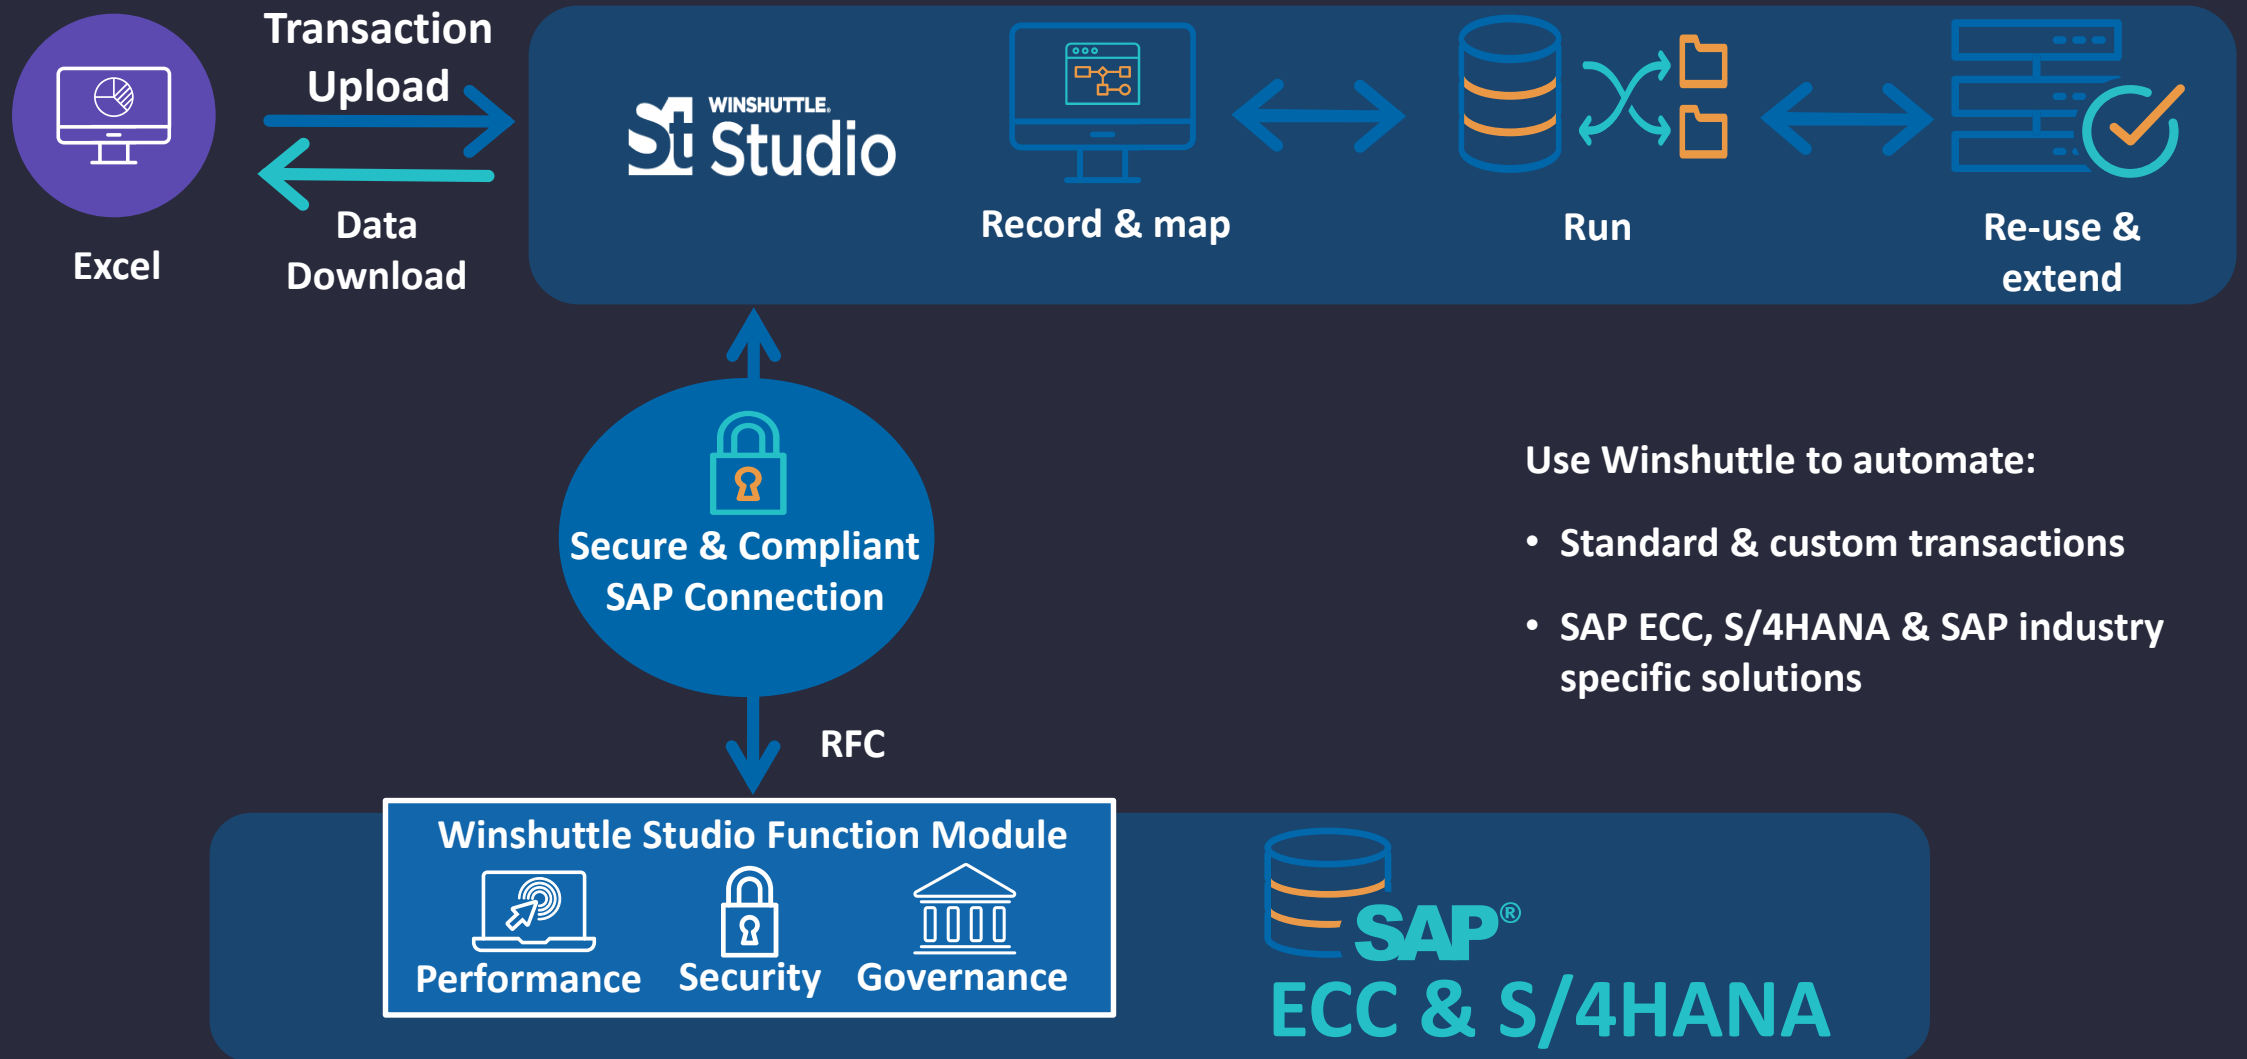 Transaction
Upload
Excel
Data
Download
WINSHUTTLE®
St Studio
Record & map
Run
Re-use &
extend
Secure & Compliant
SAP Connection
RFC
Use Winshuttle to automate:
• Standard & custom transactions
• SAP ECC, S/4HANA & SAP industry
specific solutions
Winshuttle Studio Function Module
Performance
Security
Governance
SAP®
ECC & S/4HANA